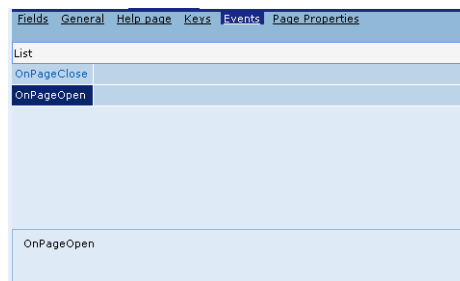 Fields General Help page Keys Events Page Properties
List
OnPageClose
OnPageOpen
OnPageOpen